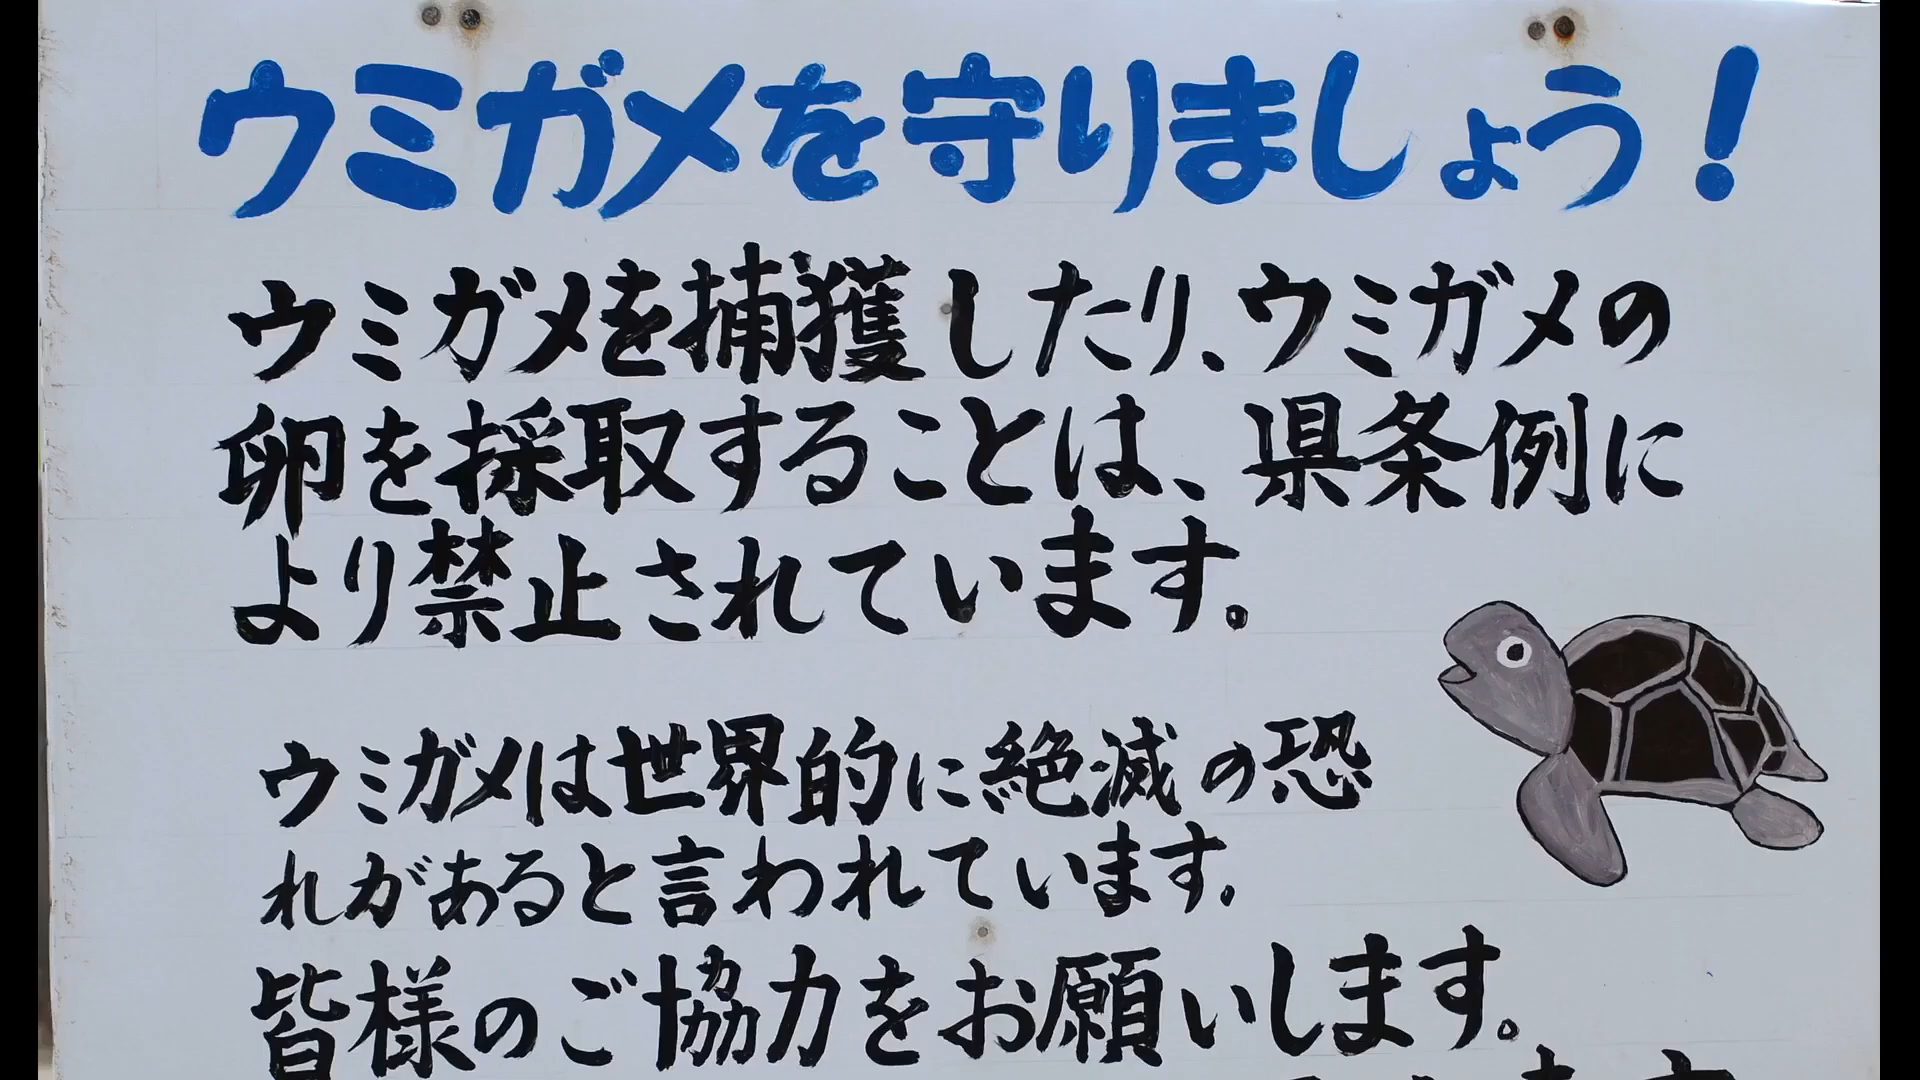 ウミガメを守りましょう!
ウミガメを捕獲したり、ウミガメの
卵を採取することは、県条例に
より禁止されています。
ウミガメは世界的に絶滅の恐
れがあると言われています。
皆様のご協力をお願いします。